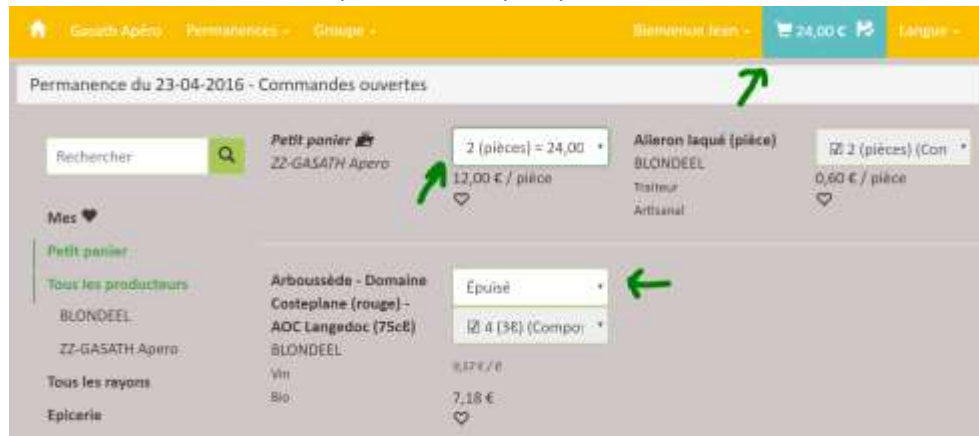 Gasath Apéro Permanences Groupe Bienvenue Jean 24,00 € Langue
Permanence du 23-04-2016 - Commandes ouvertes
Rechercher
Mes
Petit panier
Tous les producteurs
BLONDEEL
ZZ-GASATH Apero
Tous les rayons
Epicerie
Petit panier
ZZ-GASATH Apero
2 (pièces) = 24,00
12,00 € / pièce
Aileron laqué (pièce)
BLONDEEL
Traiteur
Artisanal
☑ 2 (pièces) (Con
0,60 € / pièce
Arboussède - Domaine
Costeplane (rouge) -
AOC Langedoc (75cℓ)
BLONDEEL
Vin
Bio
Épuisé
☑ 4 (3ℓ) (Compo
9,57 € / ℓ
7,18 €